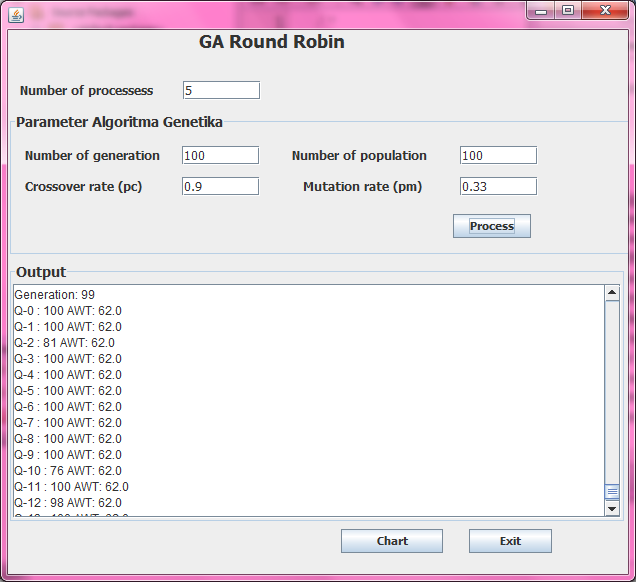 GA Round Robin
Number of processess 5
Parameter Algoritma Genetika
Number of generation 100 Number of population 100
Crossover rate (pc) 0.9 Mutation rate (pm) 0.33
Process
Output
Generation: 99
Q-0 : 100 AWT: 62.0
Q-1 : 100 AWT: 62.0
Q-2 : 81 AWT: 62.0
Q-3 : 100 AWT: 62.0
Q-4 : 100 AWT: 62.0
Q-5 : 100 AWT: 62.0
Q-6 : 100 AWT: 62.0
Q-7 : 100 AWT: 62.0
Q-8 : 100 AWT: 62.0
Q-9 : 100 AWT: 62.0
Q-10 : 76 AWT: 62.0
Q-11 : 100 AWT: 62.0
Q-12 : 98 AWT: 62.0
Chart Exit